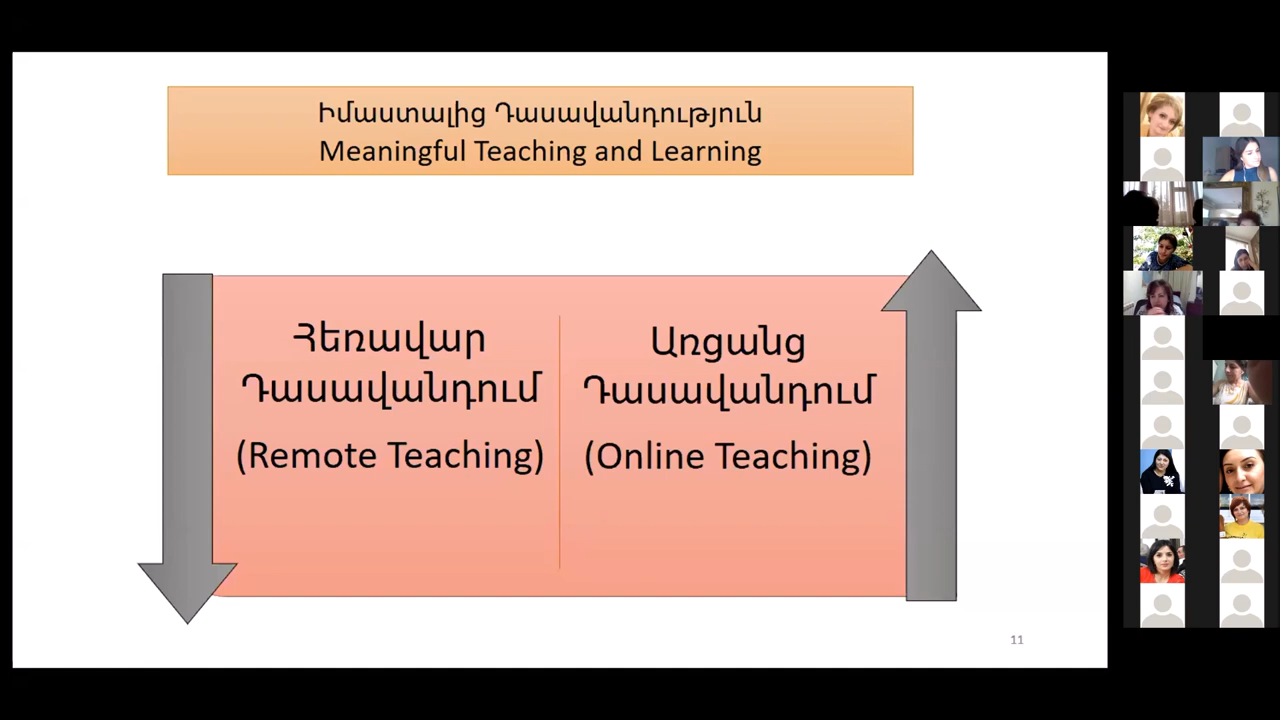 Իմաստալից Դասավանդություն
Meaningful Teaching and Learning
Հեռավար
Դասավանդում
(Remote Teaching)
Առցանց
Դասավանդում
(Online Teaching)
11